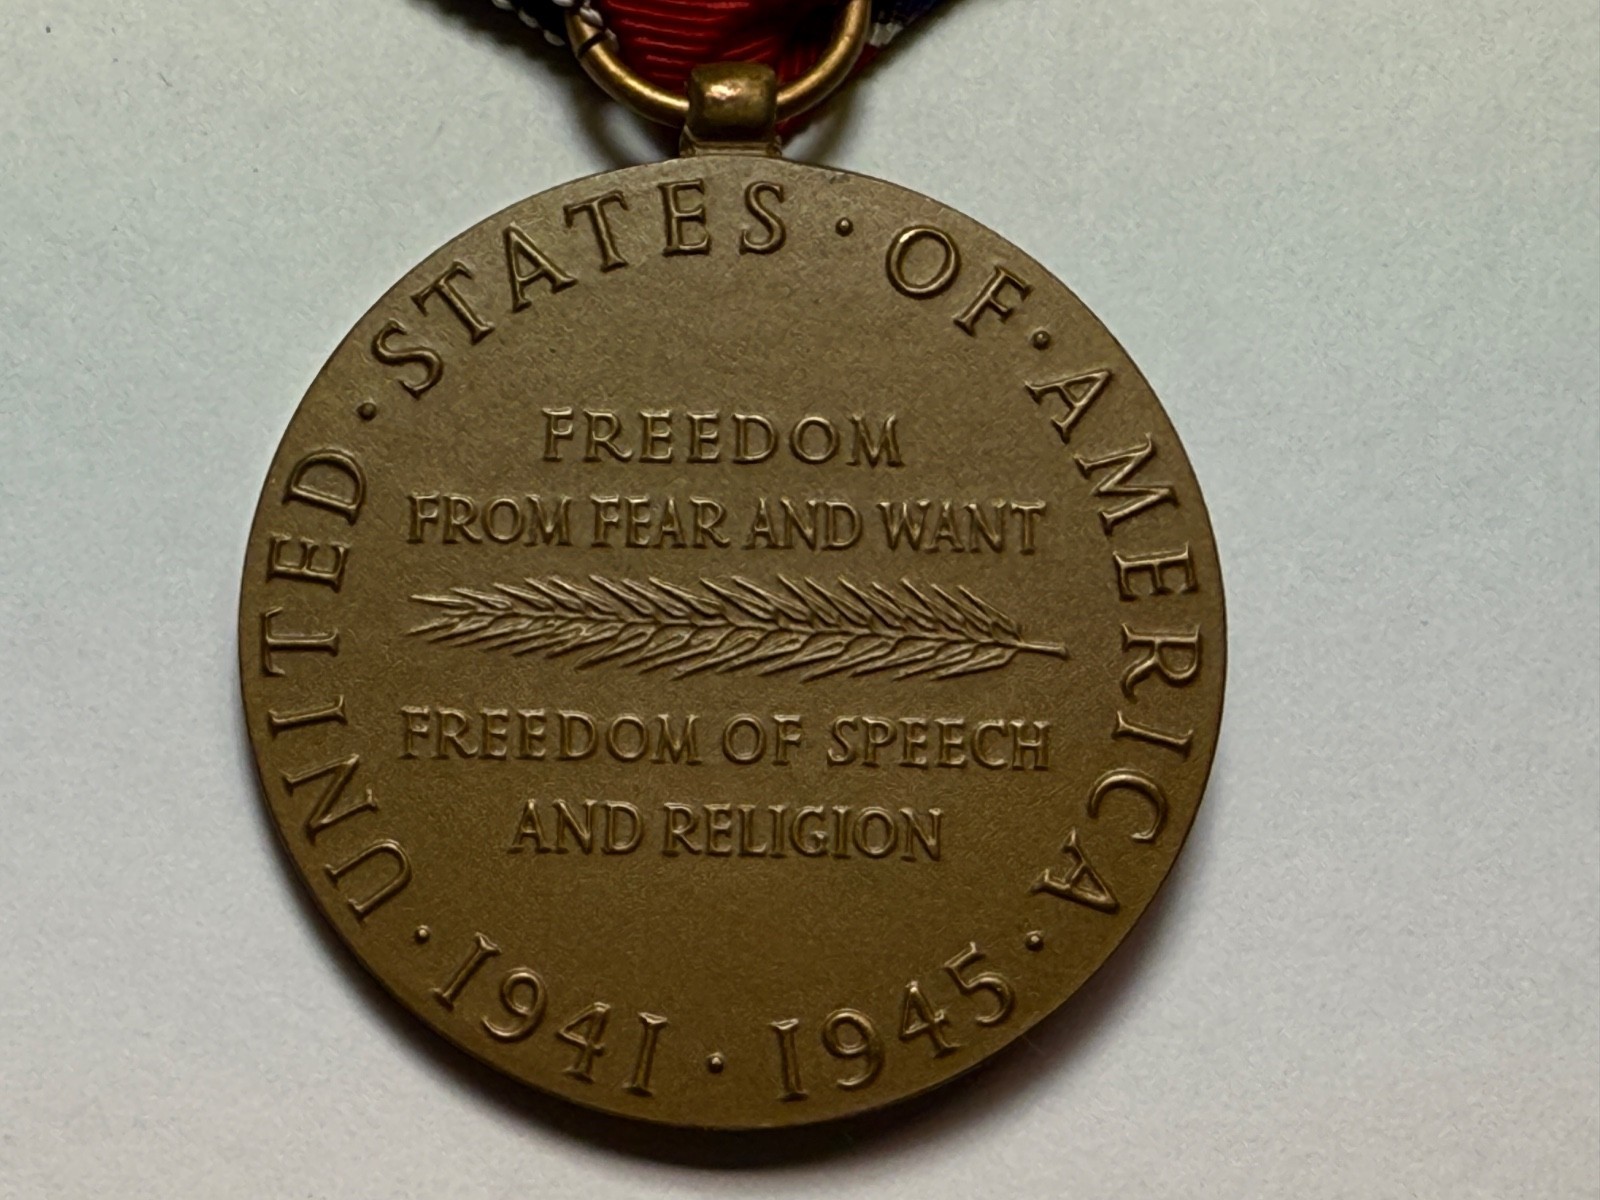 UNITED · STATES · OF · AMERICA
FREEDOM
FROM FEAR AND WANT
FREEDOM OF SPEECH
AND RELIGION
· 1941 · 1945 ·